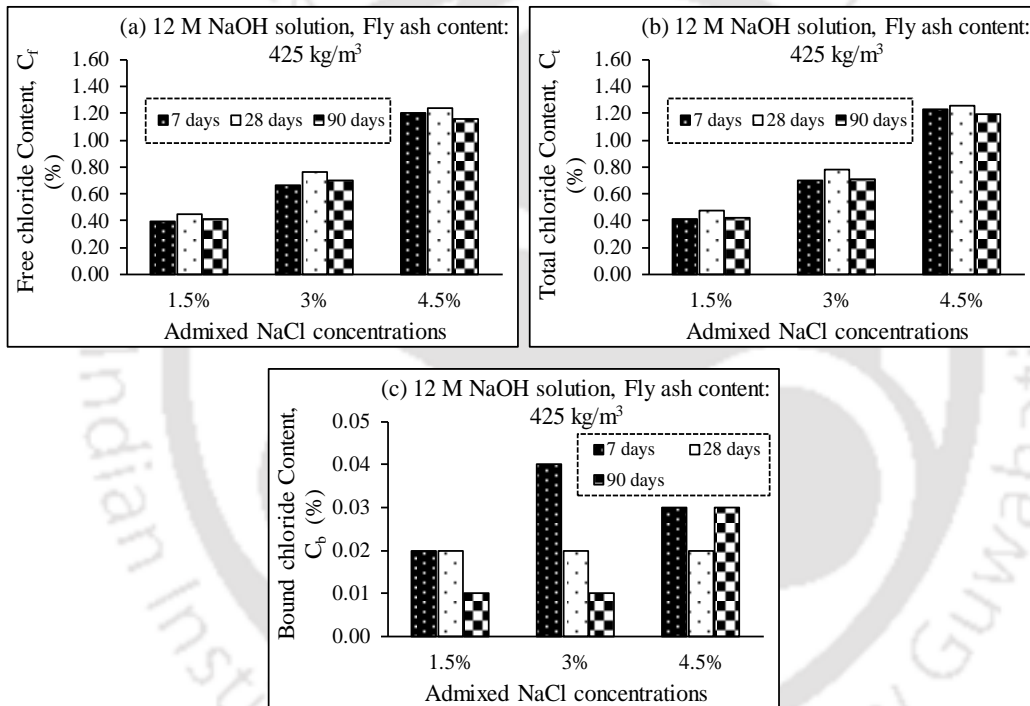 (a) 12 M NaOH solution, Fly ash content:
425 kg/m³
Free chloride Content, C_f
(%)
1.60
1.40
1.20
1.00
0.80
0.60
0.40
0.20
0.00
7 days 28 days 90 days
1.5% 3% 4.5%
Admixed NaCl concentrations
(b) 12 M NaOH solution, Fly ash content:
425 kg/m³
Total chloride Content, C_t
(%)
1.60
1.40
1.20
1.00
0.80
0.60
0.40
0.20
0.00
7 days 28 days 90 days
1.5% 3% 4.5%
Admixed NaCl concentrations
(c) 12 M NaOH solution, Fly ash content:
425 kg/m³
Bound chloride Content,
C_b (%)
0.05
0.04
0.03
0.02
0.01
0.00
7 days 28 days
90 days
1.5% 3% 4.5%
Admixed NaCl concentrations
Indian
Guwahati